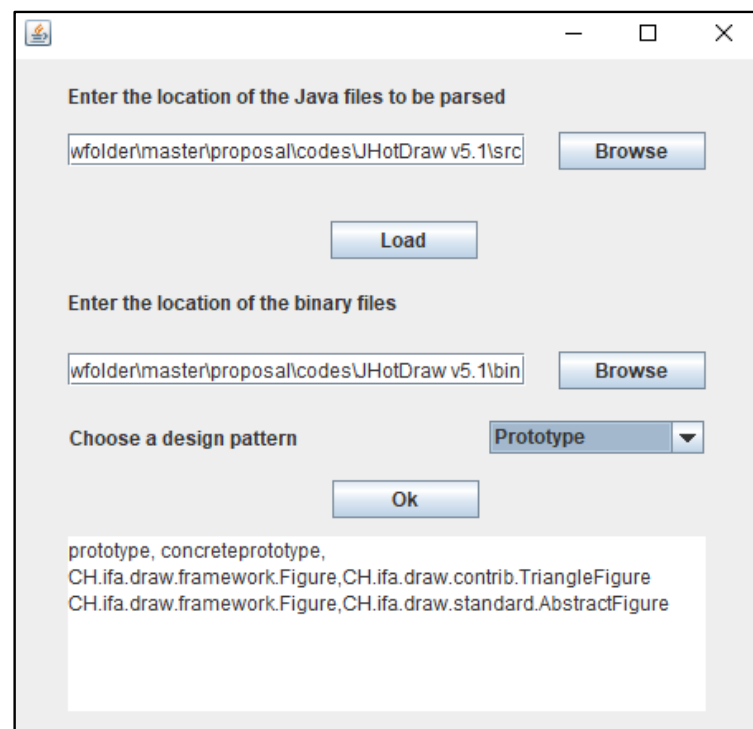 Enter the location of the Java files to be parsed
wfolder\master\proposal\codes\JHotDraw v5.1\src
Browse
Load
Enter the location of the binary files
wfolder\master\proposal\codes\JHotDraw v5.1\bin
Browse
Choose a design pattern
Prototype
Ok
prototype, concreteprototype,
CH.ifa.draw.framework.Figure,CH.ifa.draw.contrib.TriangleFigure
CH.ifa.draw.framework.Figure,CH.ifa.draw.standard.AbstractFigure